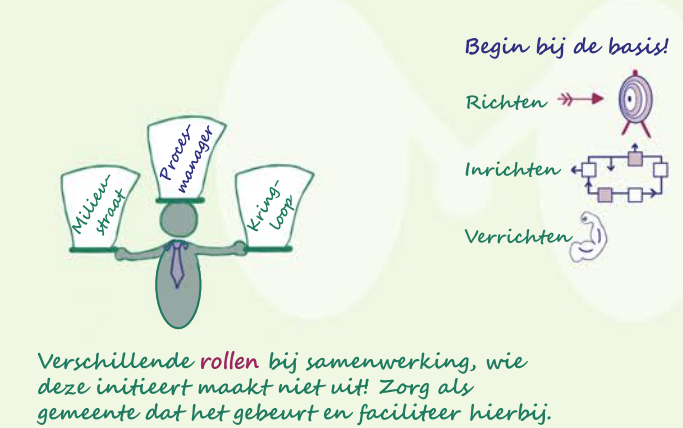 Begin bij de basis!
Richten
Inrichten
Verrichten
Proces-
manager
Milieu-
straat
Kring-
loop
Verschillende rollen bij samenwerking, wie
deze initieert maakt niet uit! Zorg als
gemeente dat het gebeurt en faciliteer hierbij.